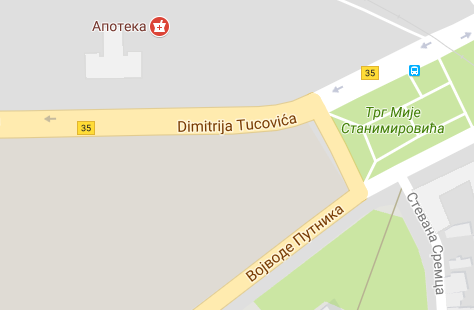 Апотека
35
Трг Мије
Станимировића
35
Dimitrija Tucovića
Стевана Сремца
Војводе Путника